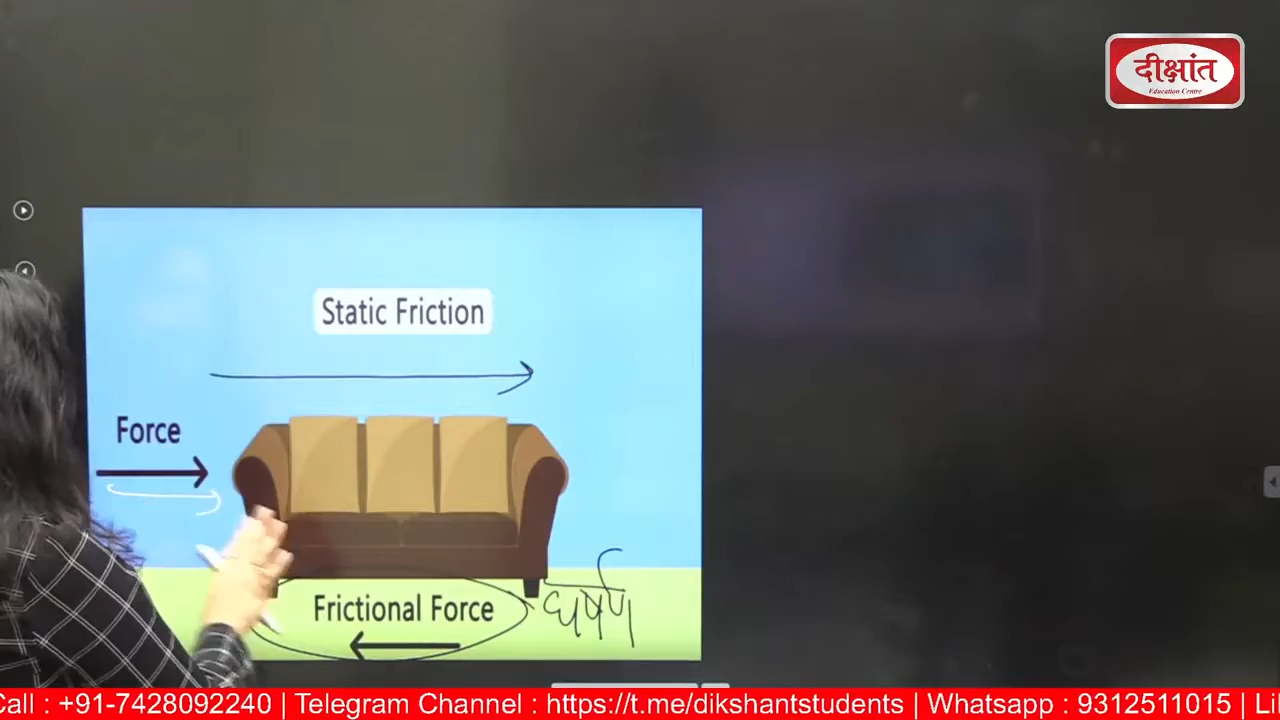 दीक्षांत
Education Centre
Static Friction
Force
Frictional Force
घर्षण
Call : +91-7428092240 | Telegram Channel : https://t.me/dikshantstudents | Whatsapp : 9312511015 | Li